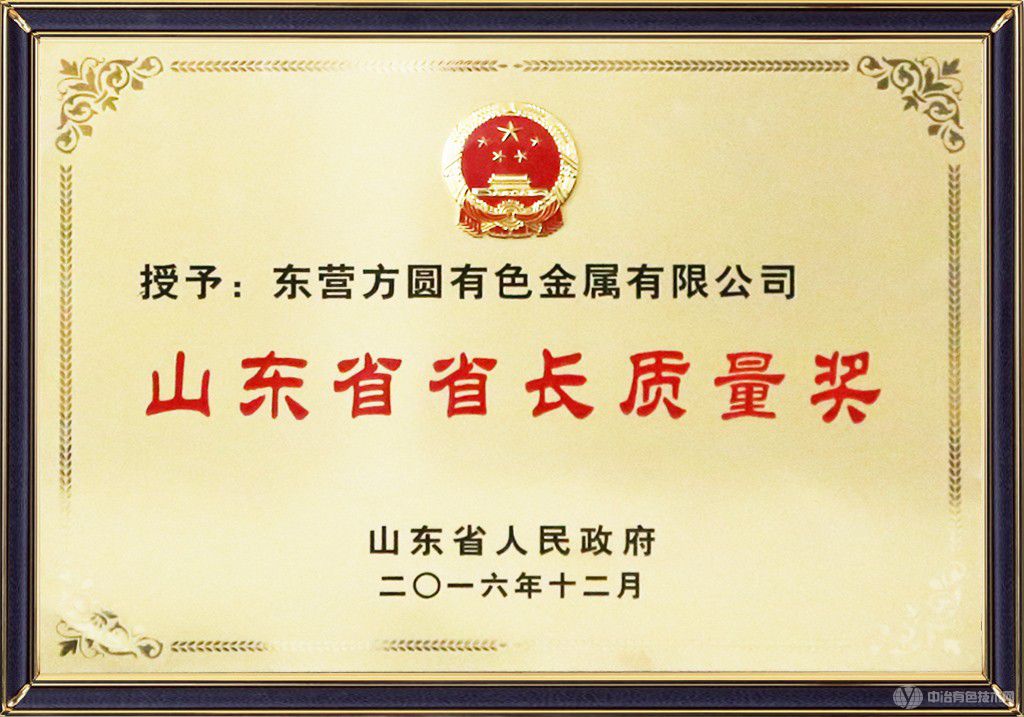 授予：东营方圆有色金属有限公司
山东省省长质量奖
山东省人民政府
二〇一六年十二月
中冶有色技术网